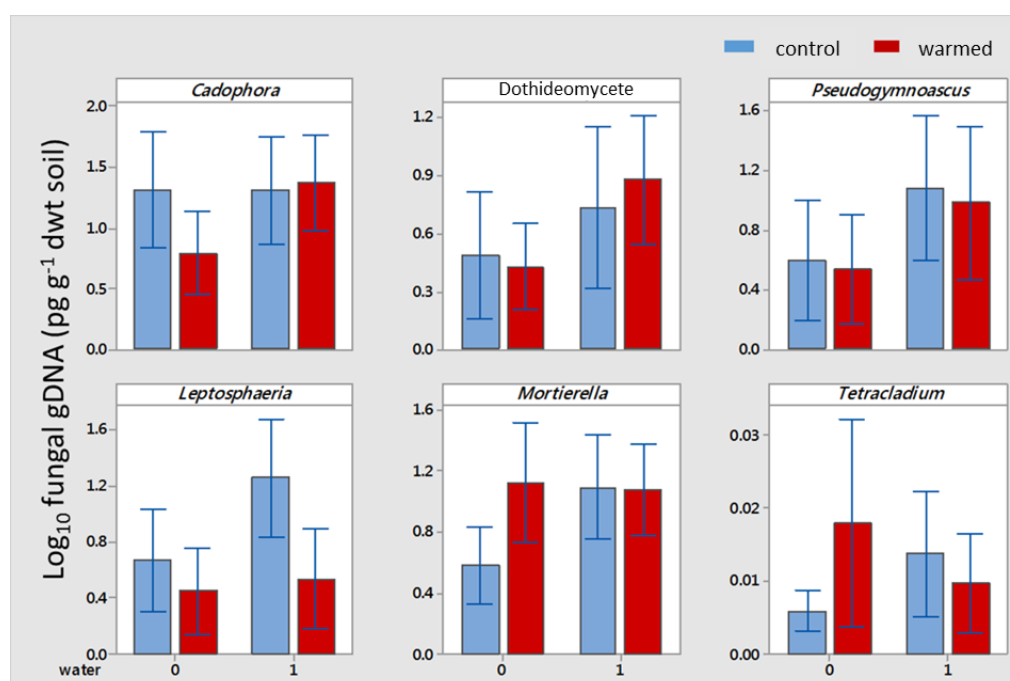 control warmed
Cadophora Dothideomycete Pseudogymnoascus
2.0 1.5 1.0 0.5 0.0
1.2 0.9 0.6 0.3 0.0
1.6 1.2 0.8 0.4 0.0
Log10 fungal gDNA (pg g-1 dwt soil)
Leptosphaeria Mortierella Tetracladium
1.6 1.2 0.8 0.4 0.0
1.6 1.2 0.8 0.4 0.0
0.03 0.02 0.01 0.00
water 0 1 0 1 0 1